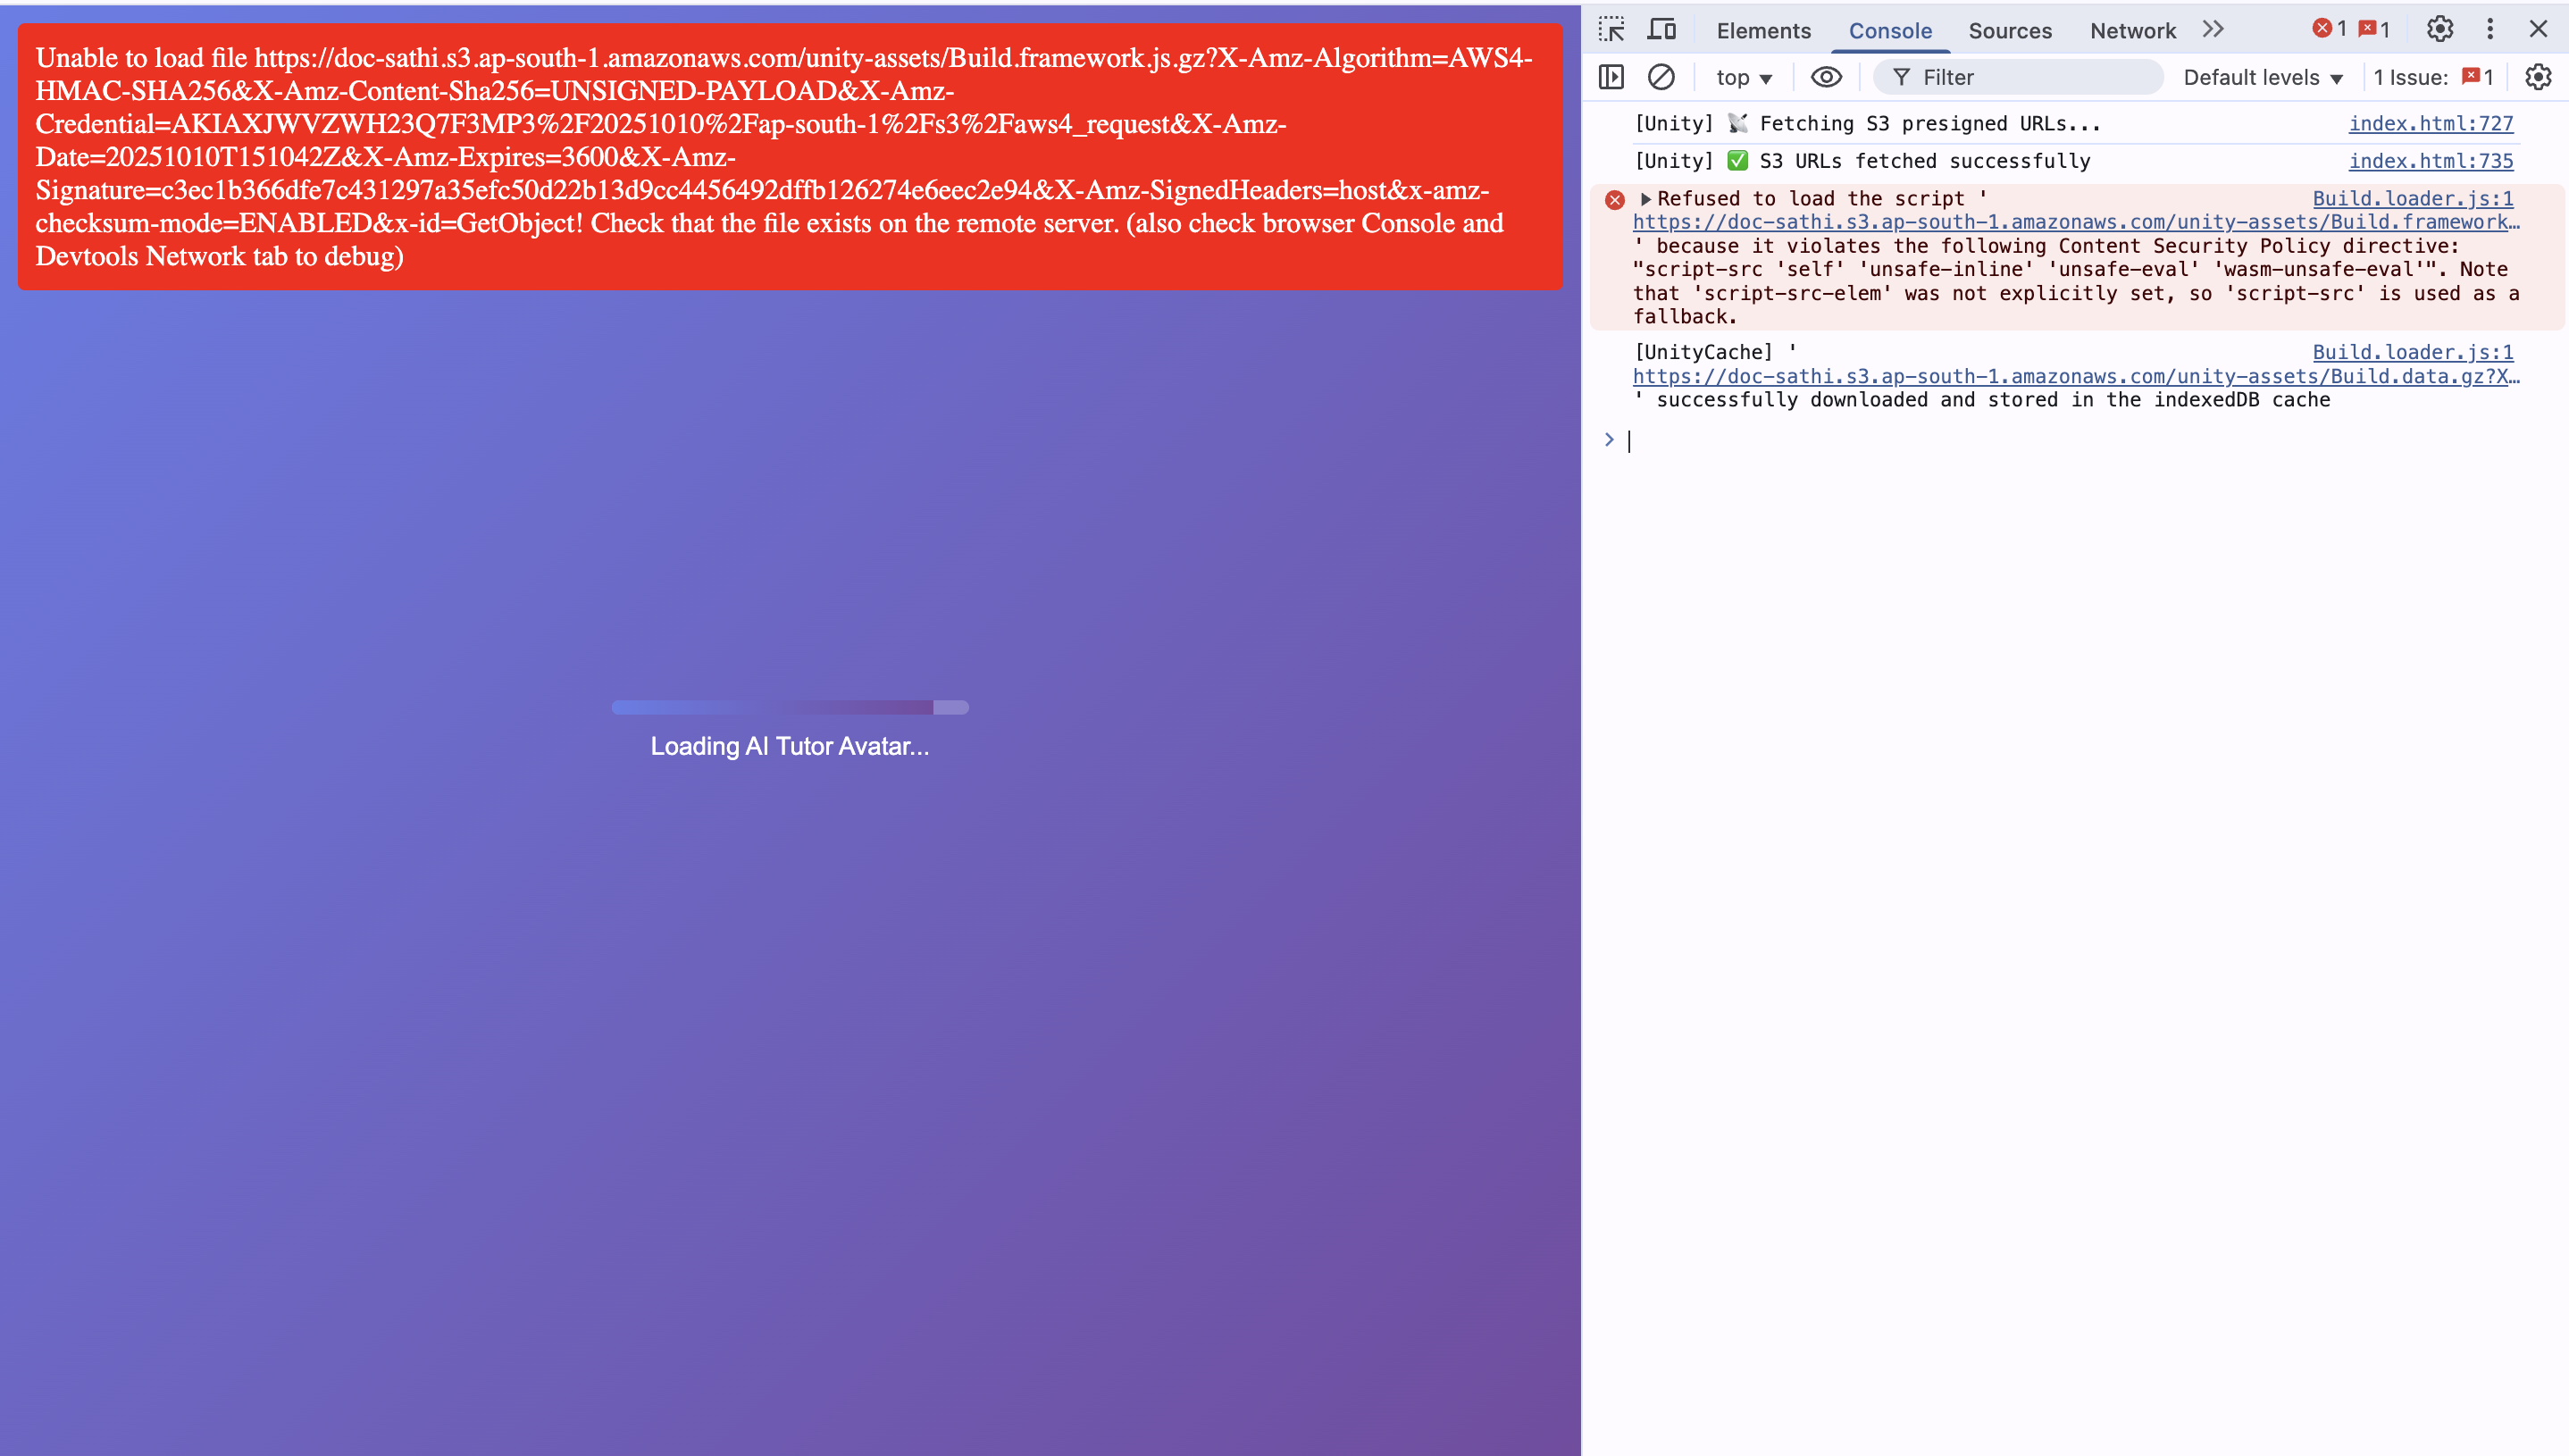 Unable to load file https://doc-sathi.s3.ap-south-1.amazonaws.com/unity-assets/Build.framework.js.gz?X-Amz-Algorithm=AWS4-
HMAC-SHA256&X-Amz-Content-Sha256=UNSIGNED-PAYLOAD&X-Amz-
Credential=AKIAXJWVZWH23Q7F3MP3%2F20251010%2Fap-south-1%2Fs3%2Faws4_request&X-Amz-
Date=20251010T151042Z&X-Amz-Expires=3600&X-Amz-
Signature=c3ec1b366dfe7c431297a35efc50d22b13d9cc4456492dffb126274e6eec2e94&X-Amz-SignedHeaders=host&x-amz-
checksum-mode=ENABLED&x-id=GetObject! Check that the file exists on the remote server. (also check browser Console and
Devtools Network tab to debug)
Loading AI Tutor Avatar...
Elements Console Sources Network 1 1
top Filter Default levels 1 Issue: 1
[Unity] 📡 Fetching S3 presigned URLs... index.html:727
[Unity] ✅ S3 URLs fetched successfully index.html:735
Refused to load the script ' Build.loader.js:1
https://doc-sathi.s3.ap-south-1.amazonaws.com/unity-assets/Build.framework…
' because it violates the following Content Security Policy directive:
"script-src 'self' 'unsafe-inline' 'unsafe-eval' 'wasm-unsafe-eval'". Note
that 'script-src-elem' was not explicitly set, so 'script-src' is used as a
fallback.
[UnityCache] ' Build.loader.js:1
https://doc-sathi.s3.ap-south-1.amazonaws.com/unity-assets/Build.data.gz?X…
' successfully downloaded and stored in the indexedDB cache